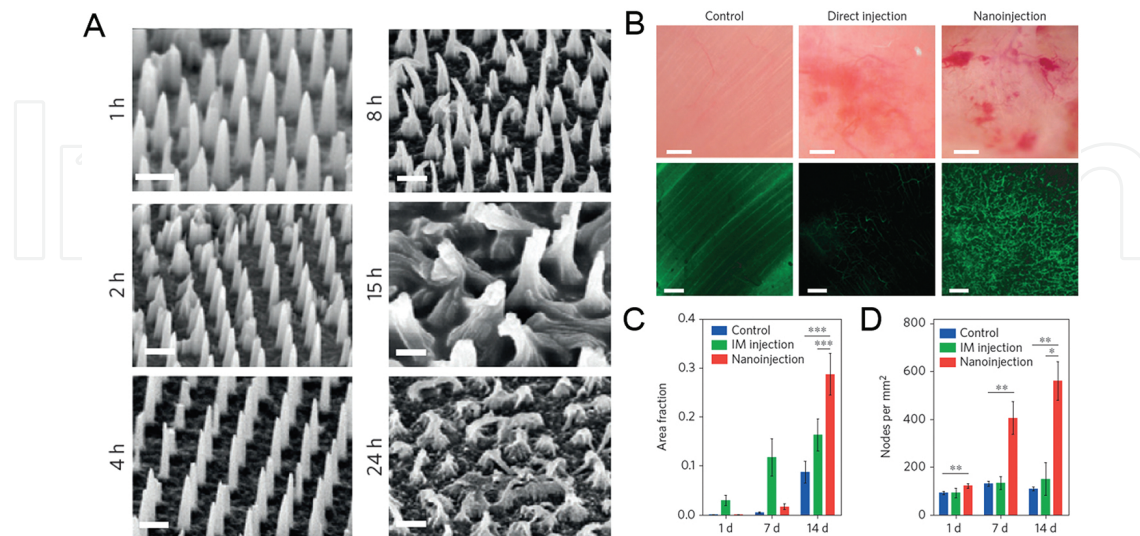 A
1 h
2 h
4 h
8 h
15 h
24 h
B
Control
Direct injection
Nanoinjection
C
Area fraction
0.4
0.3
0.2
0.1
0.0
Control
IM injection
Nanoinjection
***
***
1 d
7 d
14 d
D
Nodes per mm²
800
600
400
200
0
Control
IM injection
Nanoinjection
**
**
**
*
1 d
7 d
14 d